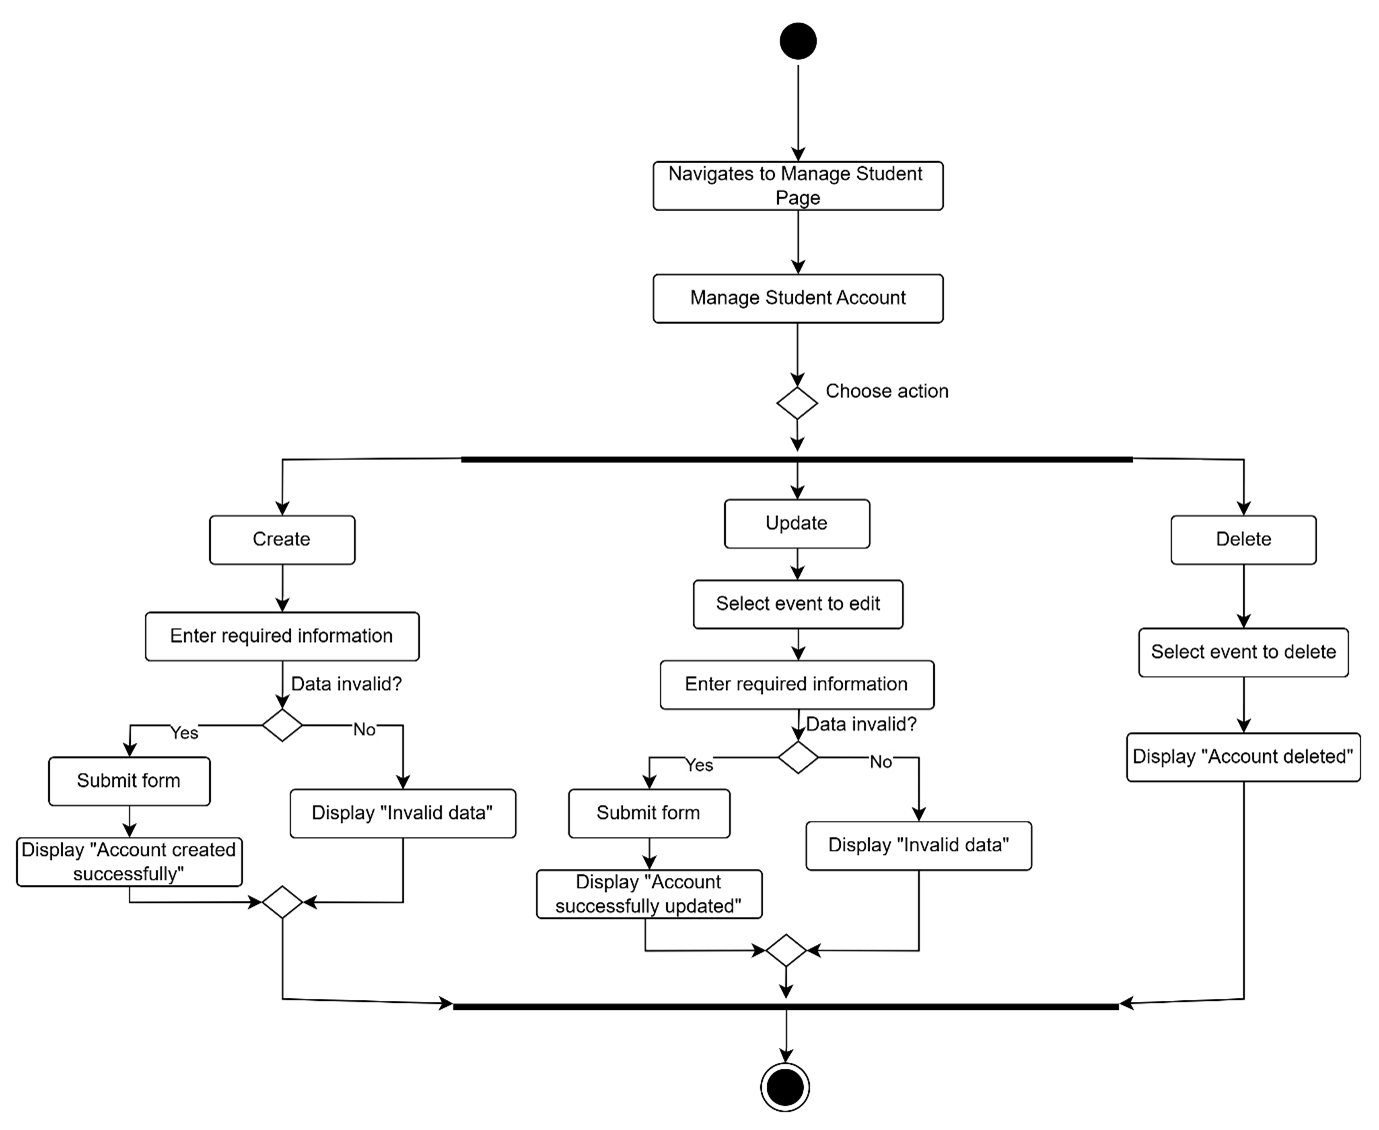 Navigates to Manage Student
Page
Manage Student Account
Choose action
Create
Update
Delete
Enter required information
Select event to edit
Select event to delete
Data invalid?
Enter required information
Data invalid?
Yes
No
Yes
No
Submit form
Display "Invalid data"
Submit form
Display "Invalid data"
Display "Account deleted"
Display "Account created
successfully"
Display "Account
successfully updated"